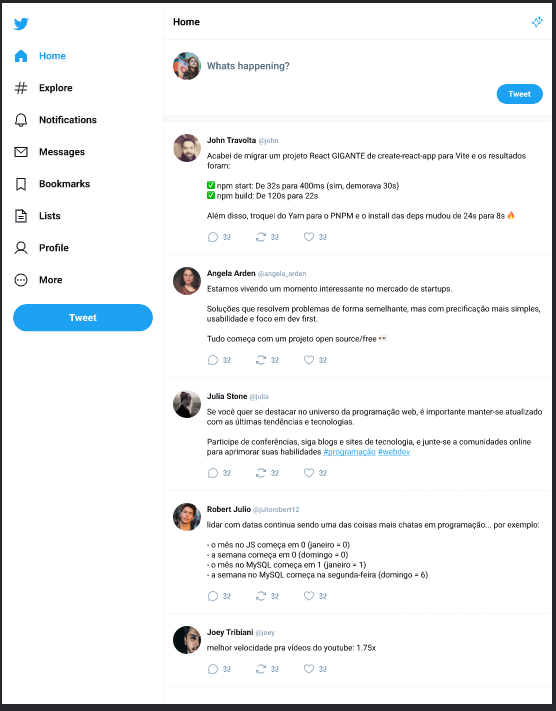 Home
Explore
Notifications
Messages
Bookmarks
Lists
Profile
More
Tweet
Home
Whats happening?
Tweet
John Travolta @john
Acabei de migrar um projeto React GIGANTE de create-react-app para Vite e os resultados
foram:
✅ npm start: De 32s para 400ms (sim, demorava 30s)
✅ npm build: De 120s para 22s
Além disso, troquei do Yarn para o PNPM e o install das deps mudou de 24s para 8s 🔥
32 32 32
Angela Arden @angela_arden
Estamos vivendo um momento interessante no mercado de startups.
Soluções que resolvem problemas de forma semelhante, mas com precificação mais simples,
usabilidade e foco em dev first.
Tudo começa com um projeto open source/free 👀
32 32 32
Julia Stone @julia
Se você quer se destacar no universo da programação web, é importante manter-se atualizado
com as últimas tendências e tecnologias.
Participe de conferências, siga blogs e sites de tecnologia, e junte-se a comunidades online
para aprimorar suas habilidades #programação #webdev
32 32 32
Robert Julio @juliorobert12
lidar com datas continua sendo uma das coisas mais chatas em programação... por exemplo:
- o mês no JS começa em 0 (janeiro = 0)
- a semana começa em 0 (domingo = 0)
- o mês no MySQL começa em 1 (janeiro = 1)
- a semana no MySQL começa na segunda-feira (domingo = 6)
32 32 32
Joey Tribiani @joey
melhor velocidade pra vídeos do youtube: 1.75x
32 32 32